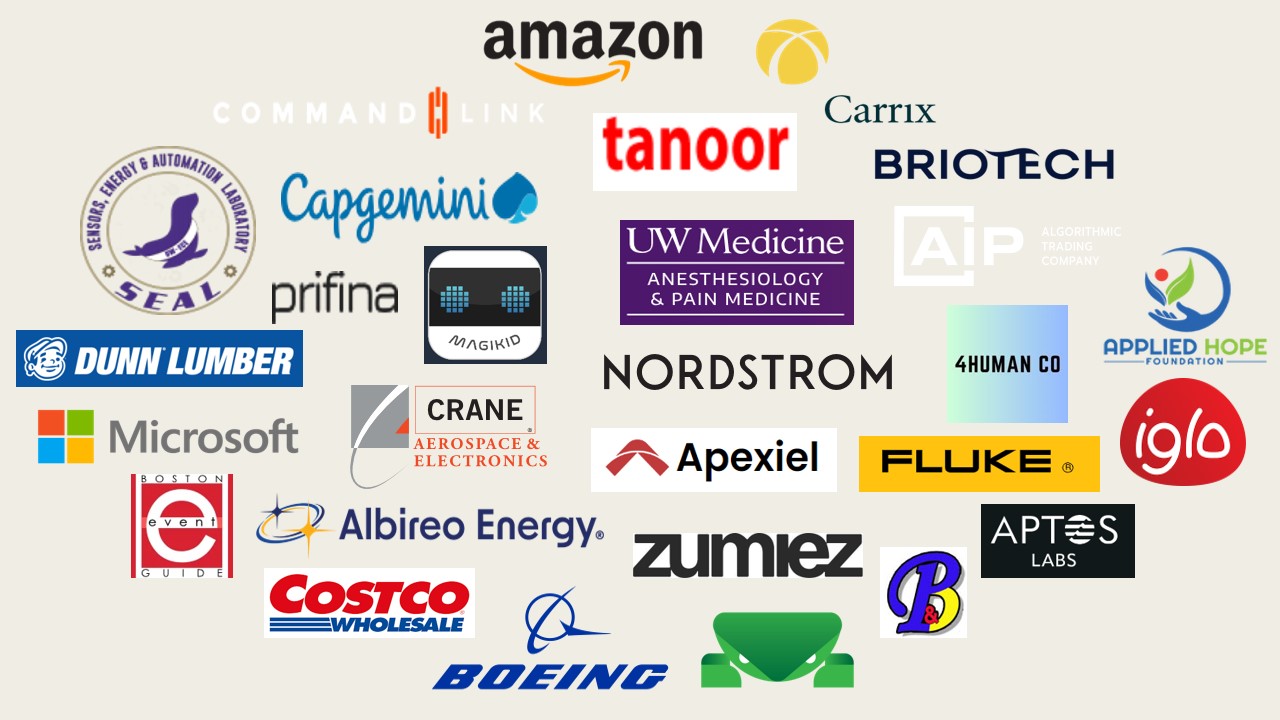 amazon
COMMAND LINK
Carrix
tanoor
BRIOTECH
SENSORS, ENERGY & AUTOMATION LABORATORY
UW-ECE
SEAL
Capgemini
UW Medicine
ANESTHESIOLOGY
& PAIN MEDICINE
AIP
ALGORITHMIC
TRADING
COMPANY
prifina
MAGIKID
APPLIED HOPE
FOUNDATION
DUNN LUMBER
NORDSTROM
4HUMAN CO
Microsoft
CRANE®
AEROSPACE &
ELECTRONICS
Apexiel
FLUKE®
iglo
BOSTON
event
e
GUIDE
Albireo Energy®
zumiez
APTOS
LABS
COSTCO®
WHOLESALE
B&B
BOEING